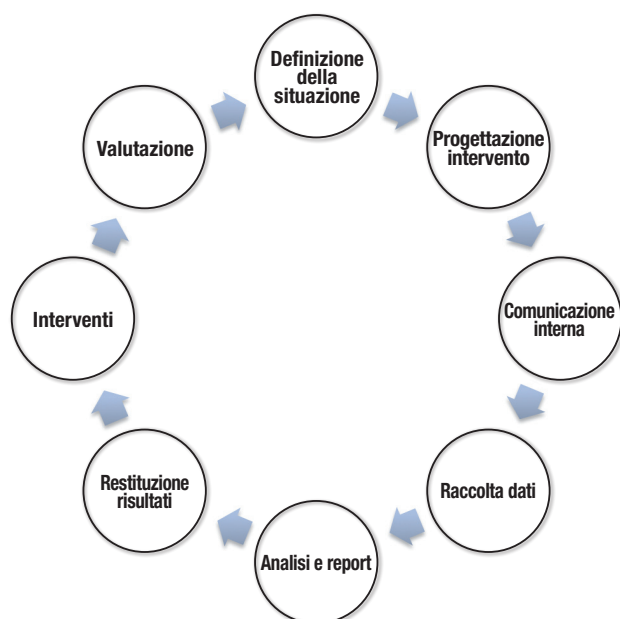 Definizione
della
situazione
Progettazione
intervento
Comunicazione
interna
Raccolta dati
Analisi e report
Restituzione
risultati
Interventi
Valutazione